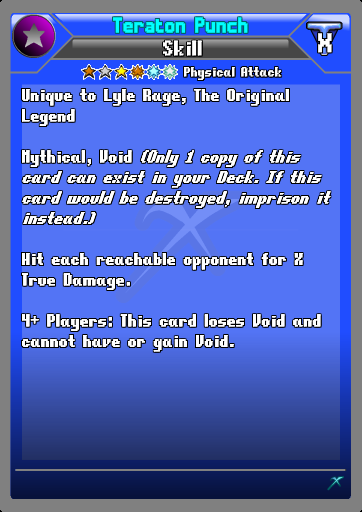 Teraton Punch
Skill
X
Physical Attack
Unique to Lyle Rage, The Original
Legend
Mythical, Void (Only 1 copy of this
card can exist in your Deck. If this
card would be destroyed, imprison it
instead.)
Hit each reachable opponent for X
True Damage.
4+ Players: This card loses Void and
cannot have or gain Void.